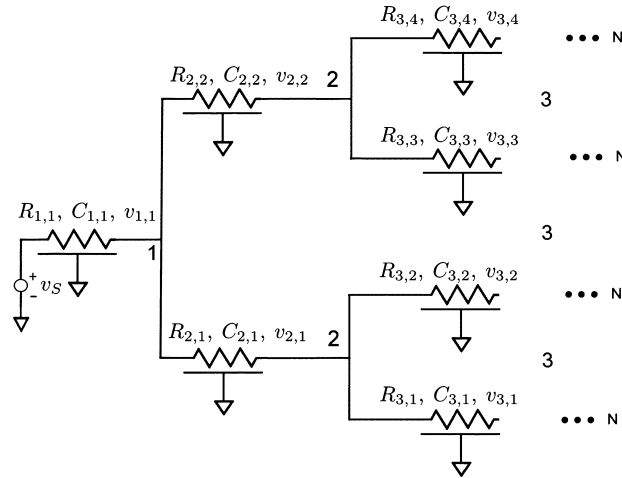 R_{3,4}, C_{3,4}, v_{3,4}
••• N
R_{2,2}, C_{2,2}, v_{2,2}
2
3
R_{3,3}, C_{3,3}, v_{3,3}
••• N
R_{1,1}, C_{1,1}, v_{1,1}
3
1
+
v_S
-
R_{3,2}, C_{3,2}, v_{3,2}
••• N
R_{2,1}, C_{2,1}, v_{2,1}
2
3
R_{3,1}, C_{3,1}, v_{3,1}
••• N